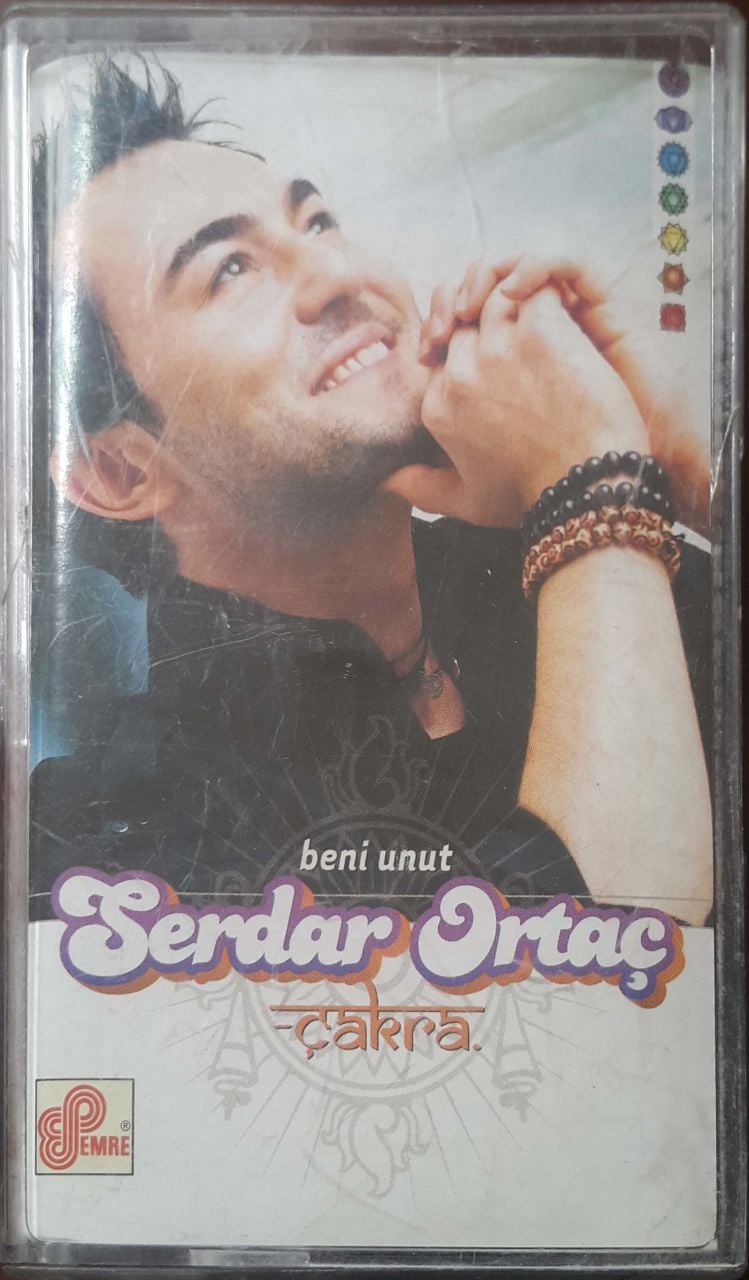 beni unut
Serdar Ortaç
-çakra.
EMRE®